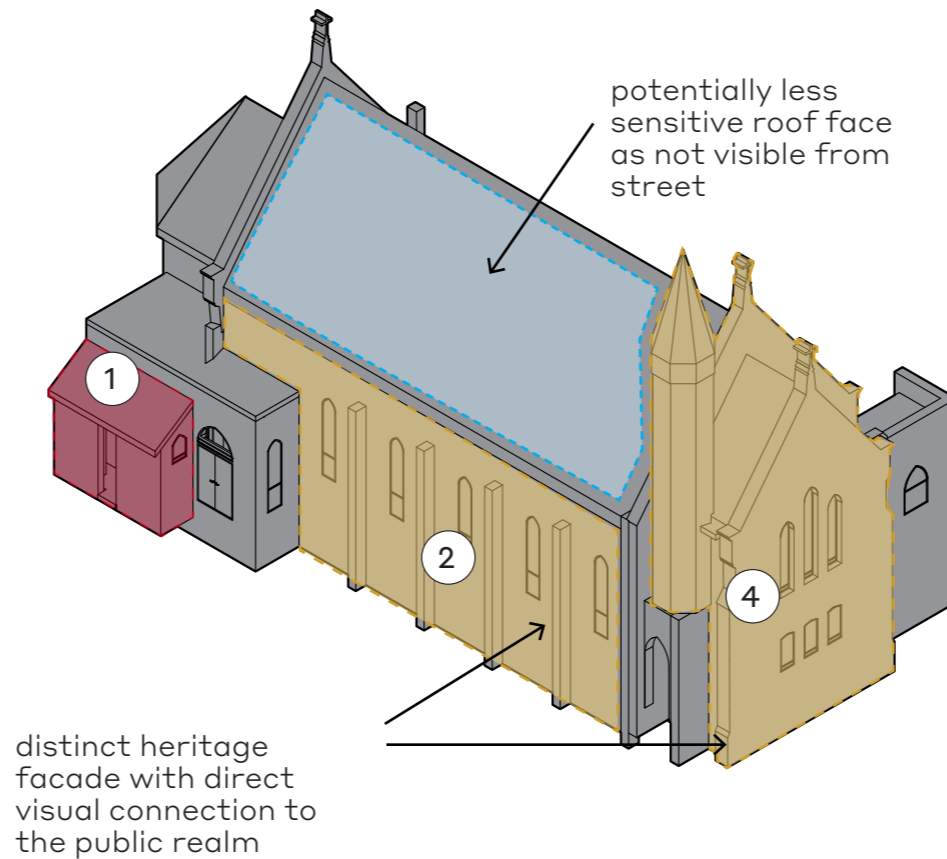 potentially less
sensitive roof face
as not visible from
street
1
2
4
distinct heritage
facade with direct
visual connection to
the public realm